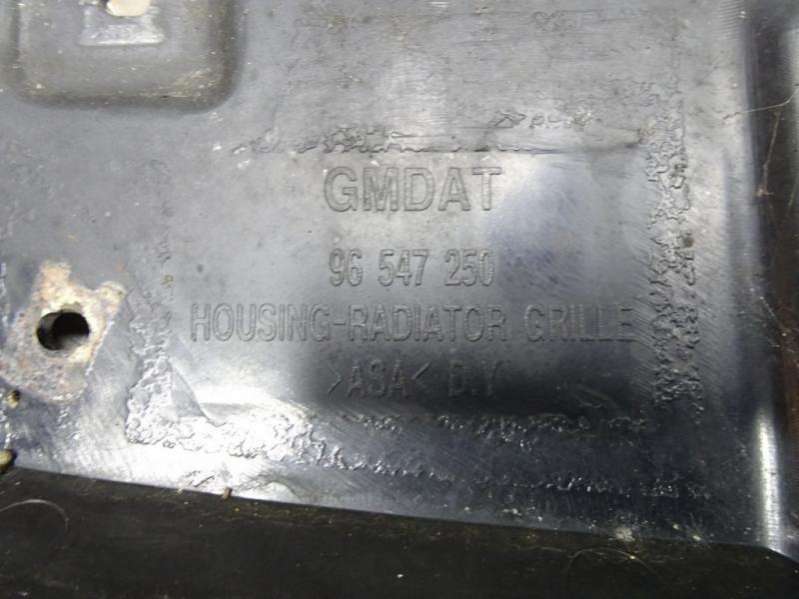 GMDAT
96 547 250
HOUSING-RADIATOR GRILLE
>ASA< D.Y